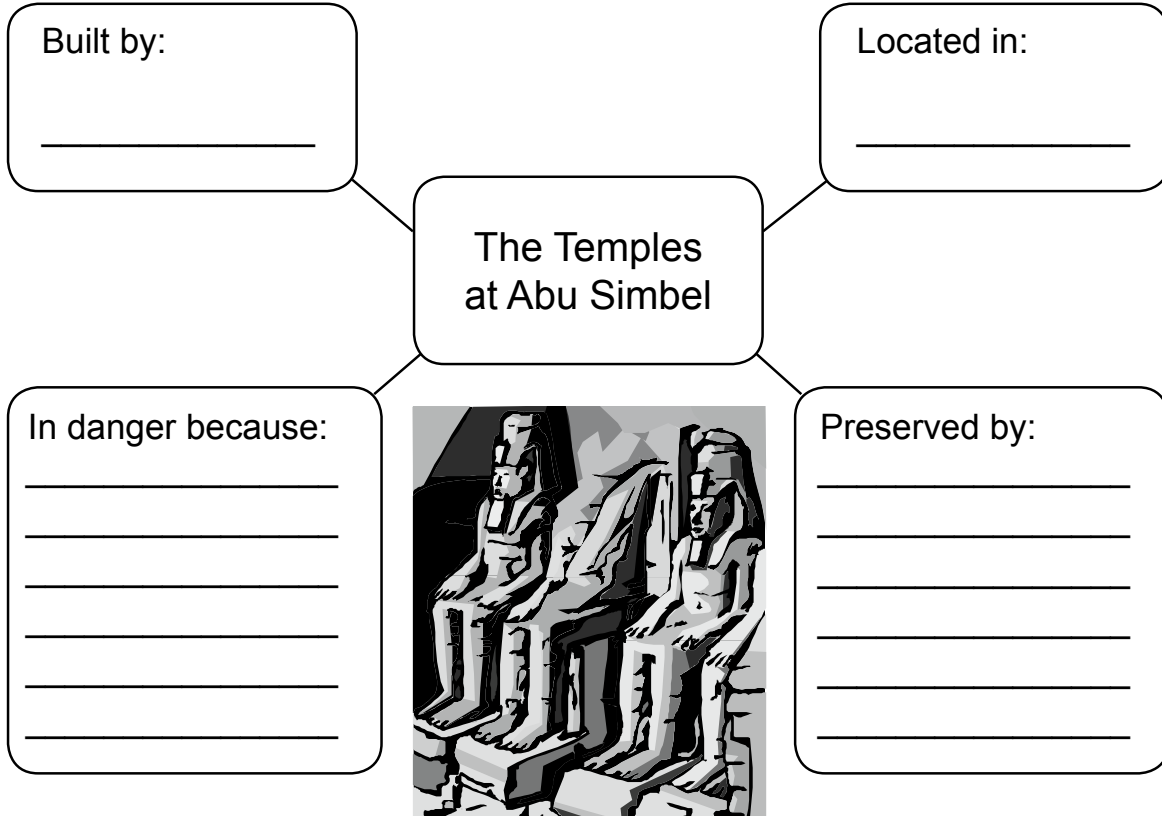 Built by:
Located in:
The Temples
at Abu Simbel
In danger because:
Preserved by: